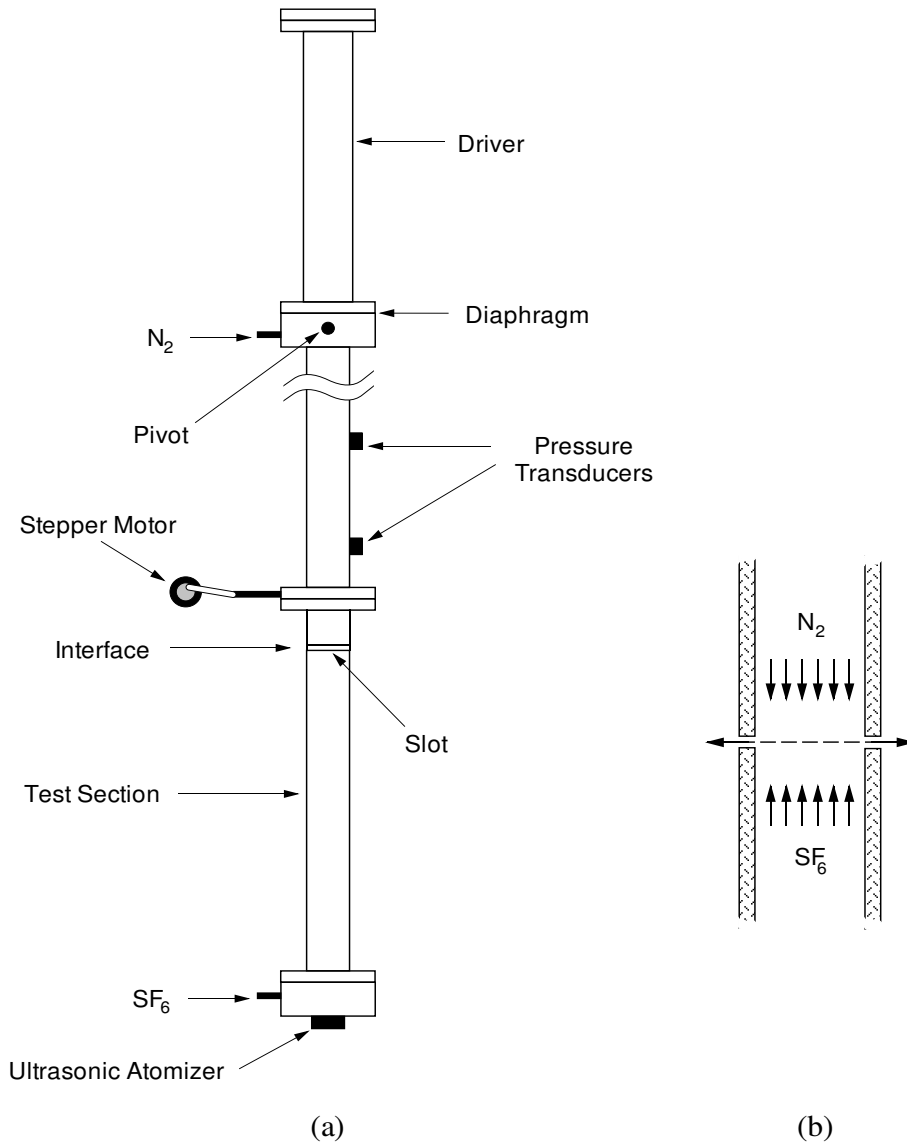 Driver
Diaphragm
N2
Pivot
Pressure
Transducers
Stepper Motor
Interface
Slot
Test Section
SF6
Ultrasonic Atomizer
(a)
N2
SF6
(b)